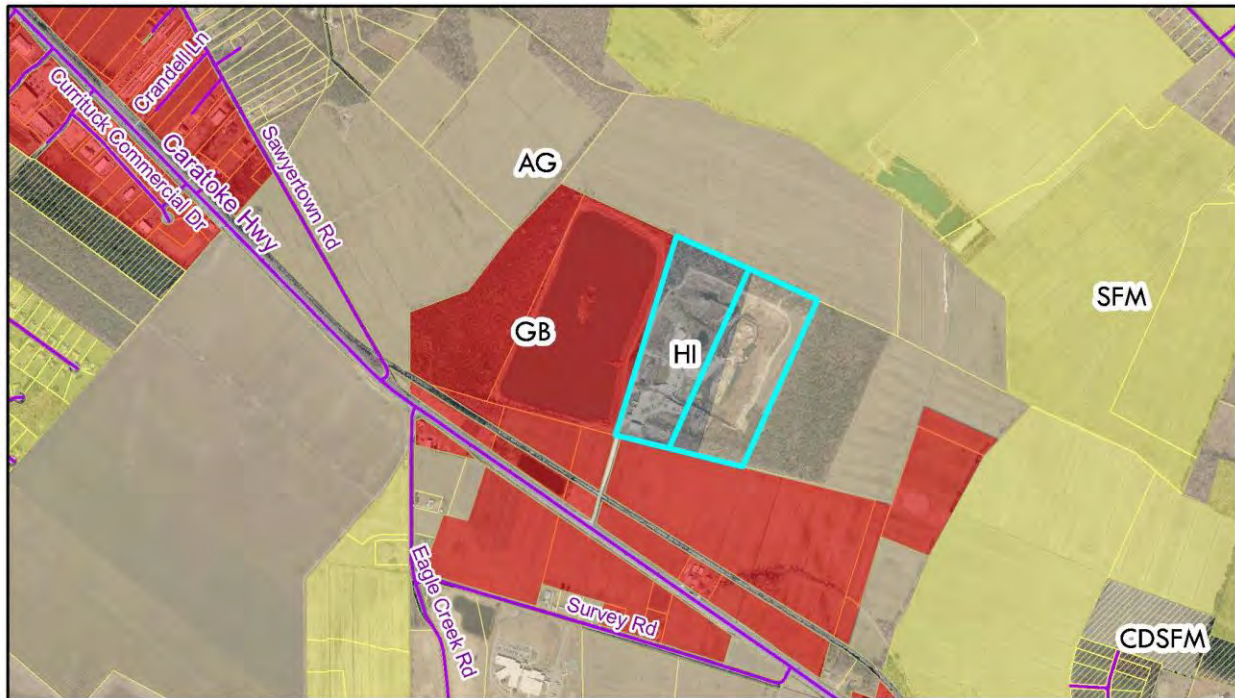 Crandell Ln
Currituck Commercial Dr
Caratoke Hwy
Sawyertown Rd
AG
SFM
GB
HI
Eagle Creek Rd
Survey Rd
CDSFM